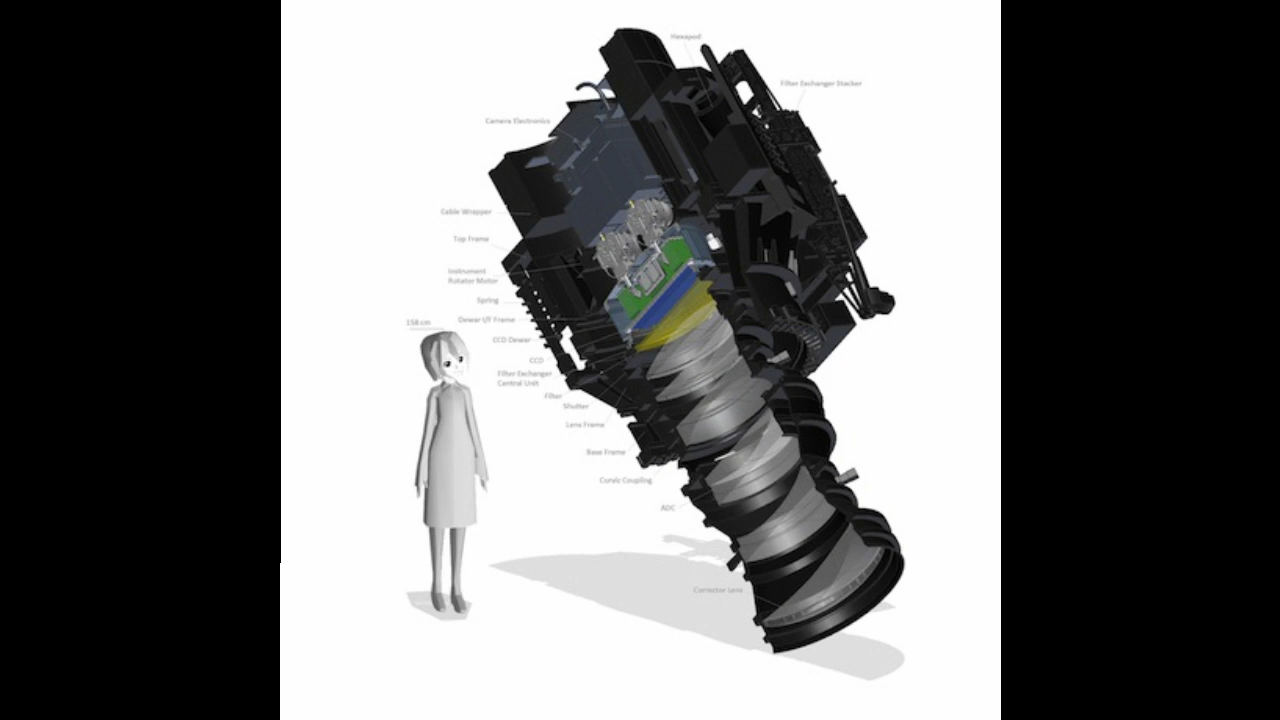 Hexapod
Filter Exchanger Stacker
Camera Electronics
Cable Wrapper
Top Frame
Instrument
Rotator Motor
Spring
158 cm
Dewar I/F Frame
CCD Dewar
CCD
Filter Exchanger
Central Unit
Filter
Shutter
Lens Frame
Base Frame
Curvic Coupling
ADC
Corrector Lens